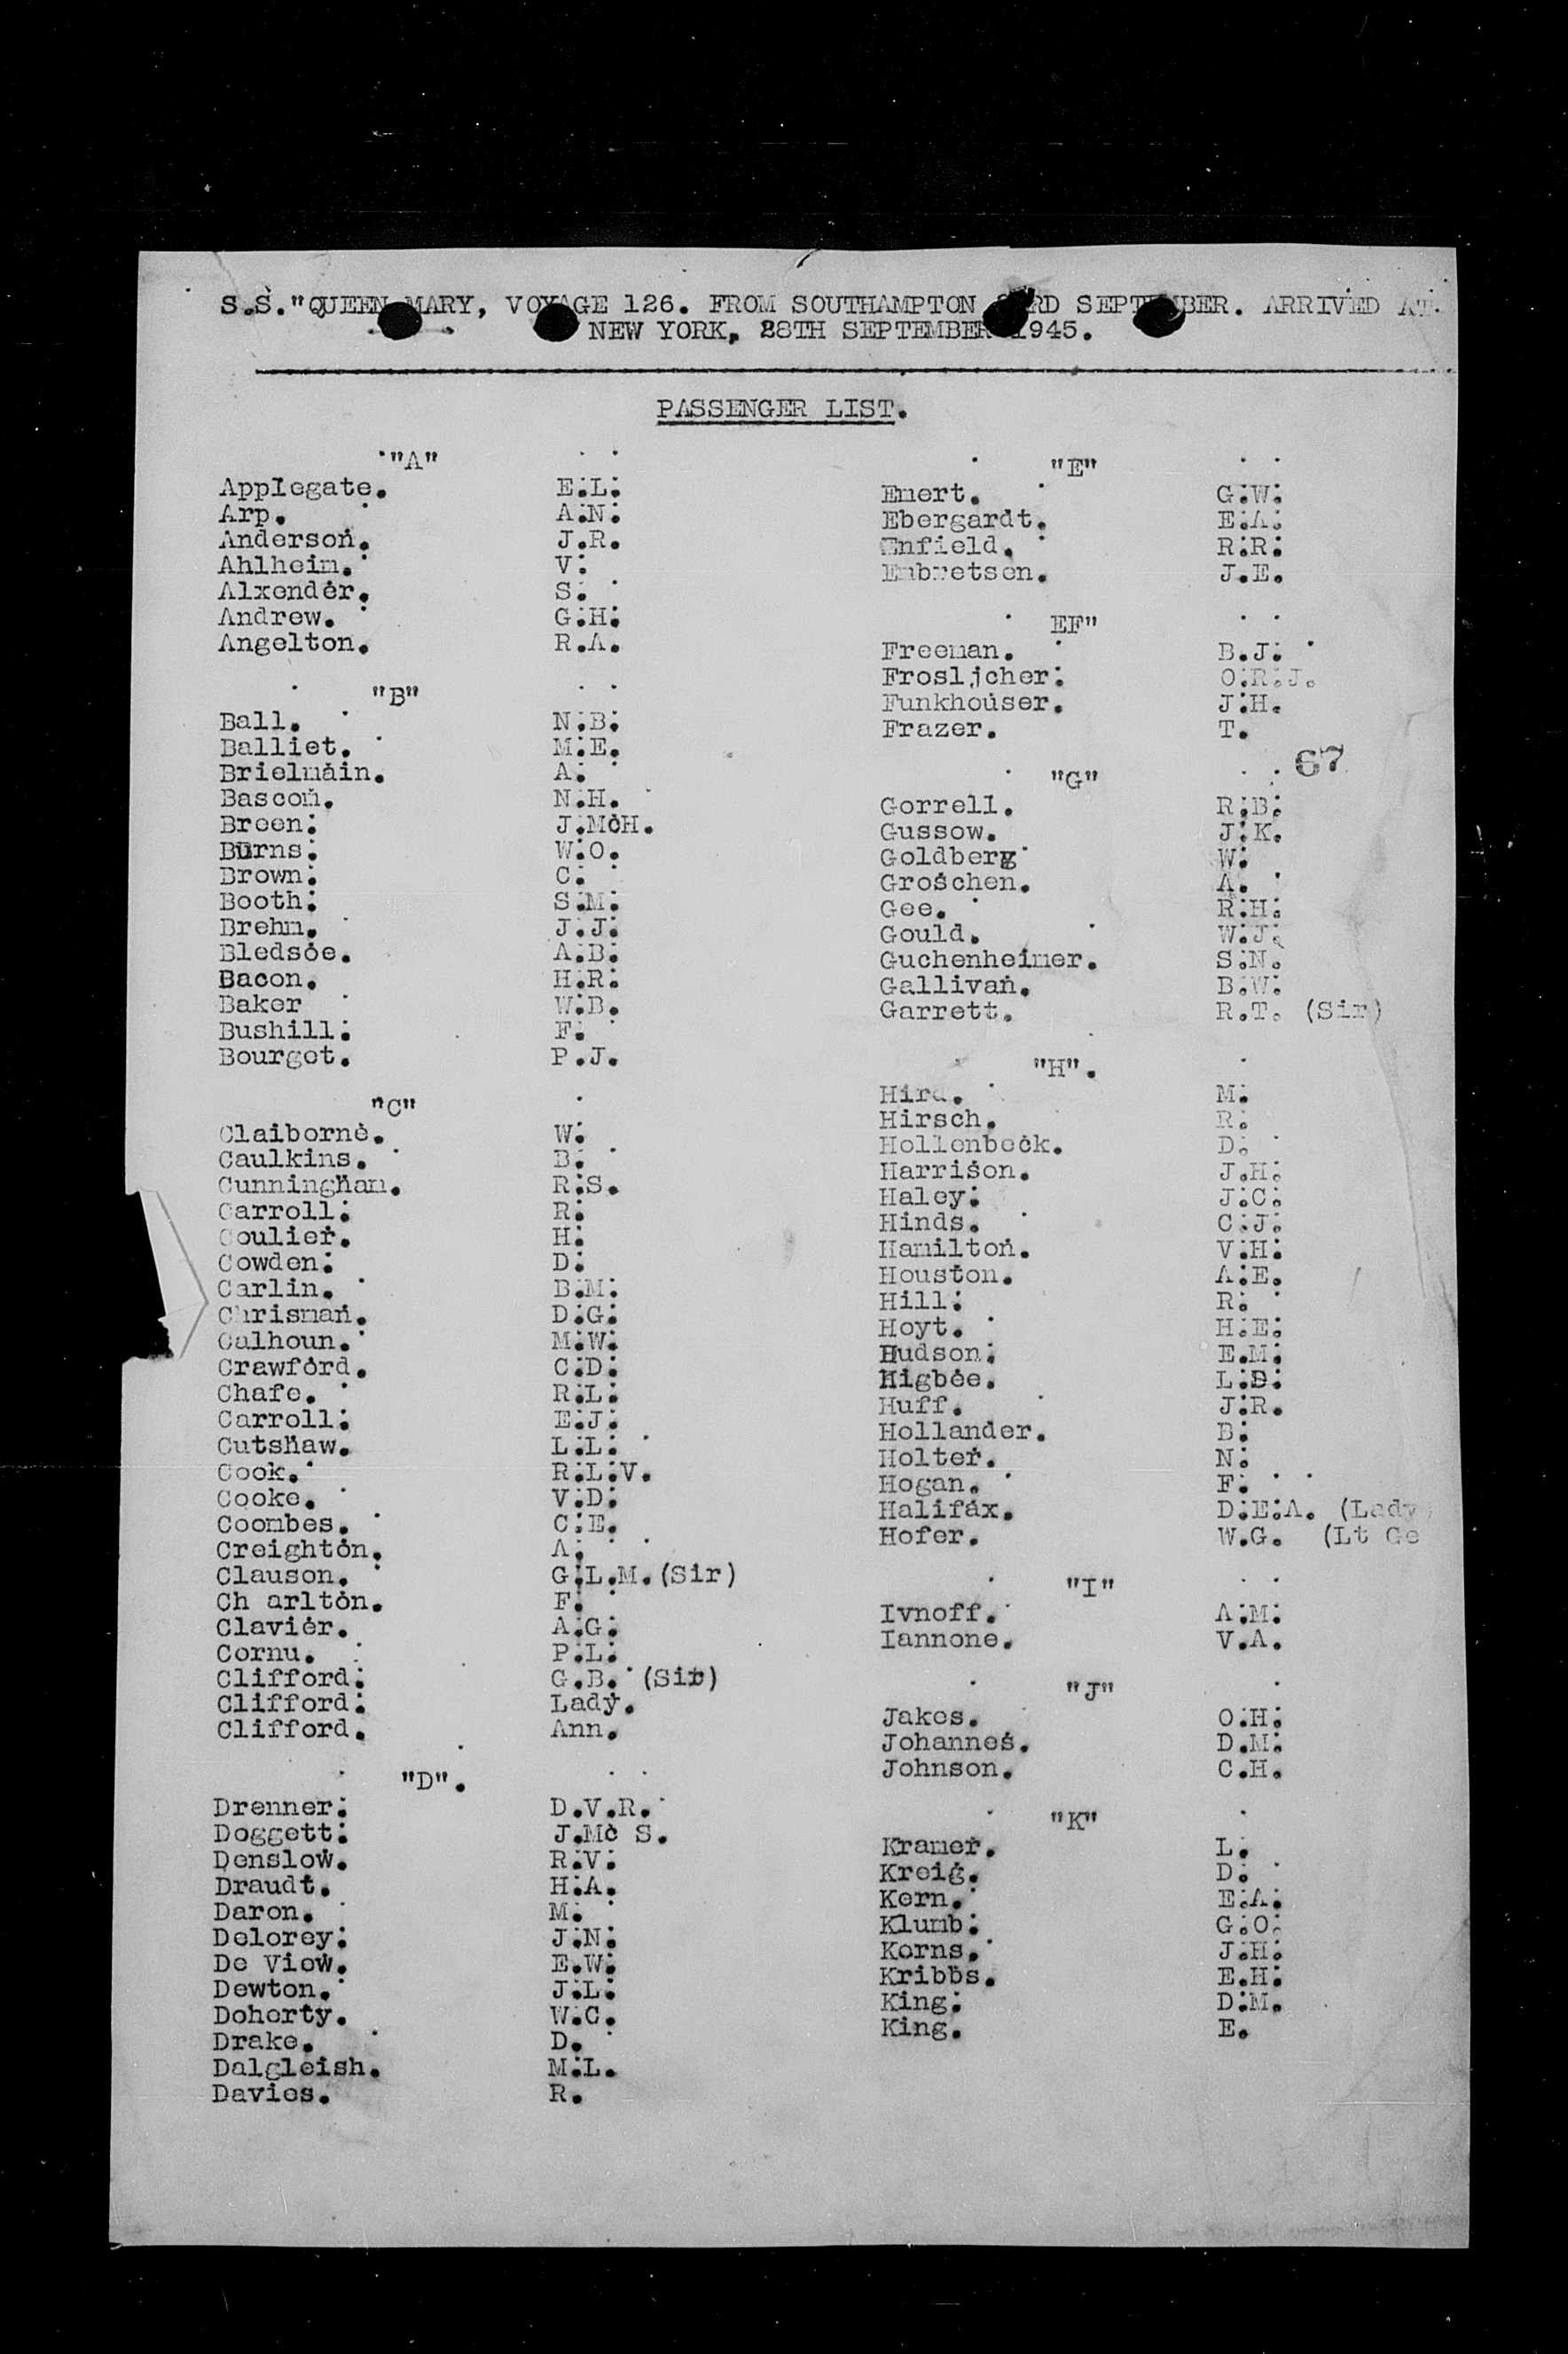 S.S."QUEEN MARY, VOYAGE 126. FROM SOUTHAMPTON 23RD SEPTEMBER. ARRIVED AT.
NEW YORK, 28TH SEPTEMBER 1945.
PASSENGER LIST.
"A"
Applegate. E.L.
Arp. A.N.
Anderson. J.R.
Ahlheim. V.
Alxender. S.
Andrew. G.H.
Angelton. R.A.
"B"
Ball. N.B.
Balliet. M.E.
Brielmain. A.
Bascom. N.H.
Breen. J.McH.
Burns. W.O.
Brown. C.
Booth. S.M.
Brehm. J.J.
Bledsoe. A.B.
Bacon. H.R.
Baker W.B.
Bushill. F.
Bourget. P.J.
"C"
Claiborne. W.
Caulkins. B.
Cunningham. R.S.
Carroll. R.
Coulier. H.
Cowden. D.
Carlin. B.M.
Chrisman. D.G.
Calhoun. M.W.
Crawford. C.D.
Chafe. R.L.
Carroll. E.J.
Cutshaw. L.L.
Cook. R.L.V.
Cooke. V.D.
Coombes. C.E.
Creighton. A.
Clauson. G.L.M.(Sir)
Ch arlton. F.
Clavier. A.G.
Cornu. P.L.
Clifford. G.B. (Sir)
Clifford. Lady.
Clifford. Ann.
"D".
Drenner. D.V.R.
Doggett. J.Mc S.
Denslow. R.V.
Draudt. H.A.
Daron. M.
Delorey. J.N.
De View. E.W.
Dewton. J.L.
Doherty. W.C.
Drake. D.
Dalgleish. M.L.
Davies. R.
"E"
Emert. G.W.
Ebergardt. E.A.
Enfield. R.R.
Embretsen. J.E.
EF"
Freeman. B.J.
Frosljcher. O.R.J.
Funkhouser. J.H.
Frazer. T.
67
"G"
Gorrell. R.B.
Gussow. J.K.
Goldberg W.
Groschen. A.
Gee. R.H.
Gould. W.J.
Guchenheimer. S.N.
Gallivan. B.W.
Garrett. R.T. (Sir)
"H".
Hird. M.
Hirsch. R.
Hollenbeck. D.
Harrison. J.H.
Haley. J.C.
Hinds. C.J.
Hamilton. V.H.
Houston. A.E.
Hill. R.
Hoyt. H.E.
Hudson. E.M.
Higbee. L.
Huff. J.R.
Hollander. B.
Holter. N.
Hogan. F.
Halifax. D.E.A. (Lady)
Hofer. W.G. (Lt Ge
"I"
Ivnoff. A.M.
Iannone. V.A.
"J"
Jakes. O.H.
Johannes. D.M.
Johnson. C.H.
"K"
Kramer. L.
Kreig. D.
Kern. E.A.
Klumb. G.O.
Korns. J.H.
Kribbs. E.H.
King. D.M.
King. E.